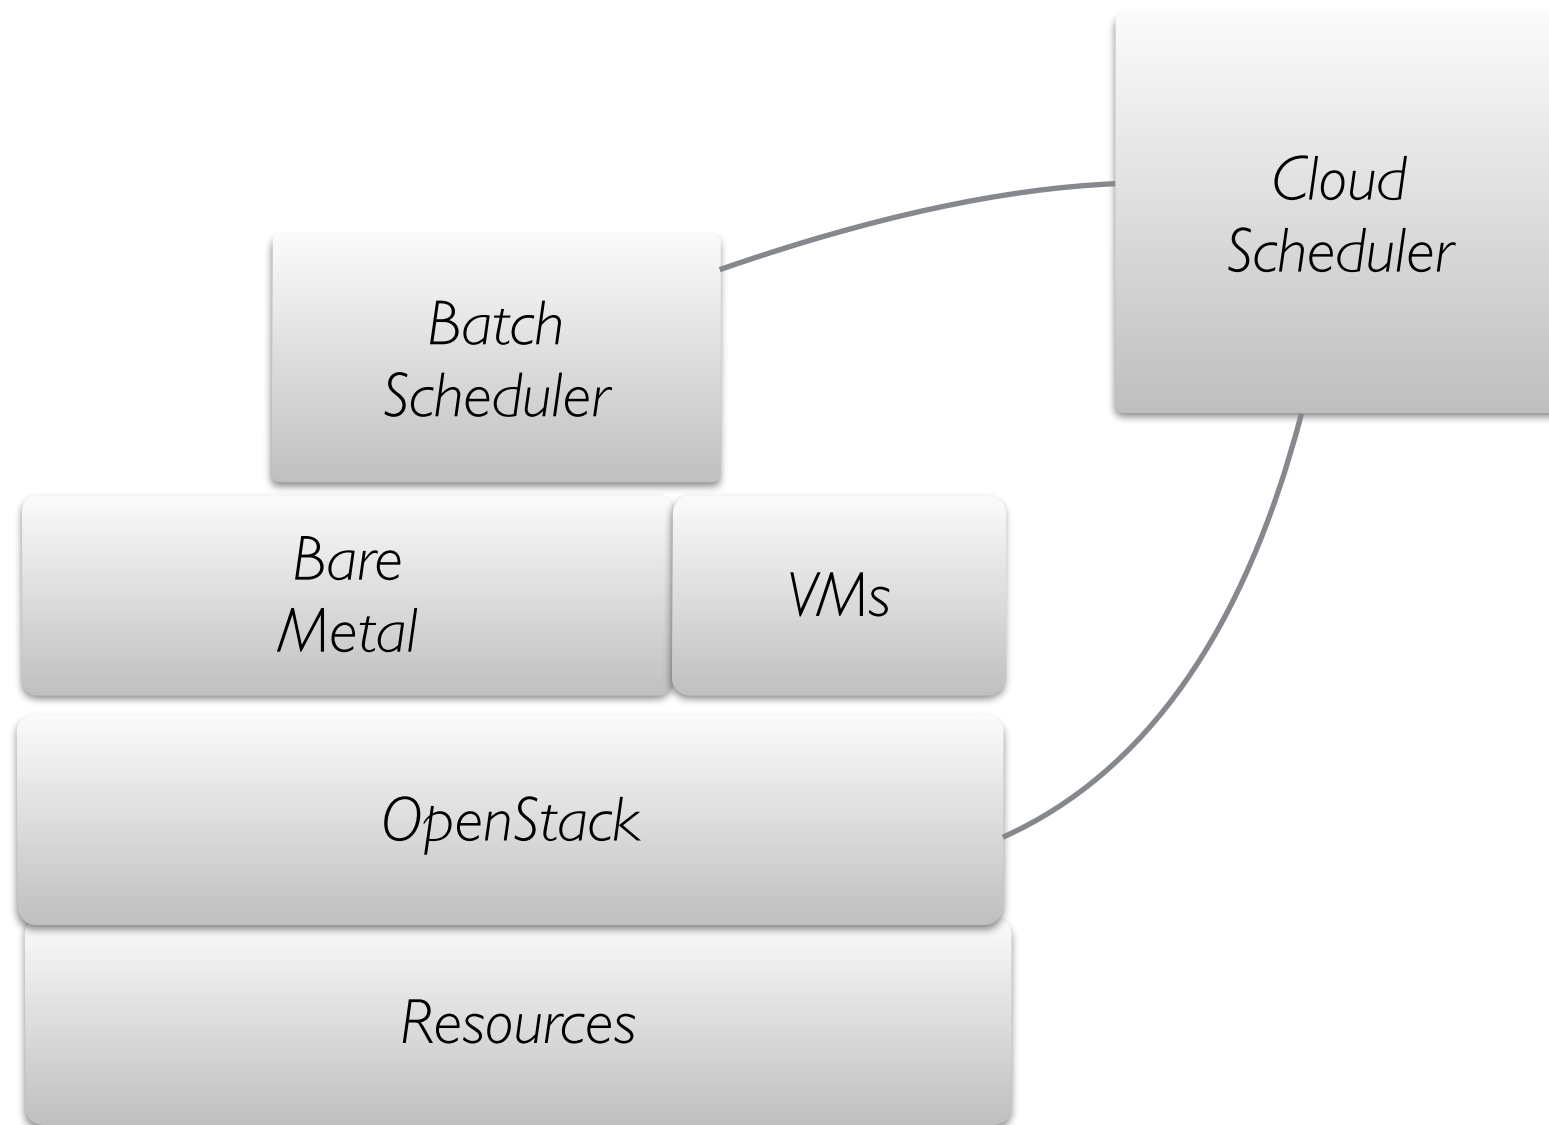 Cloud
Scheduler
Batch
Scheduler
Bare
Metal
VMs
OpenStack
Resources